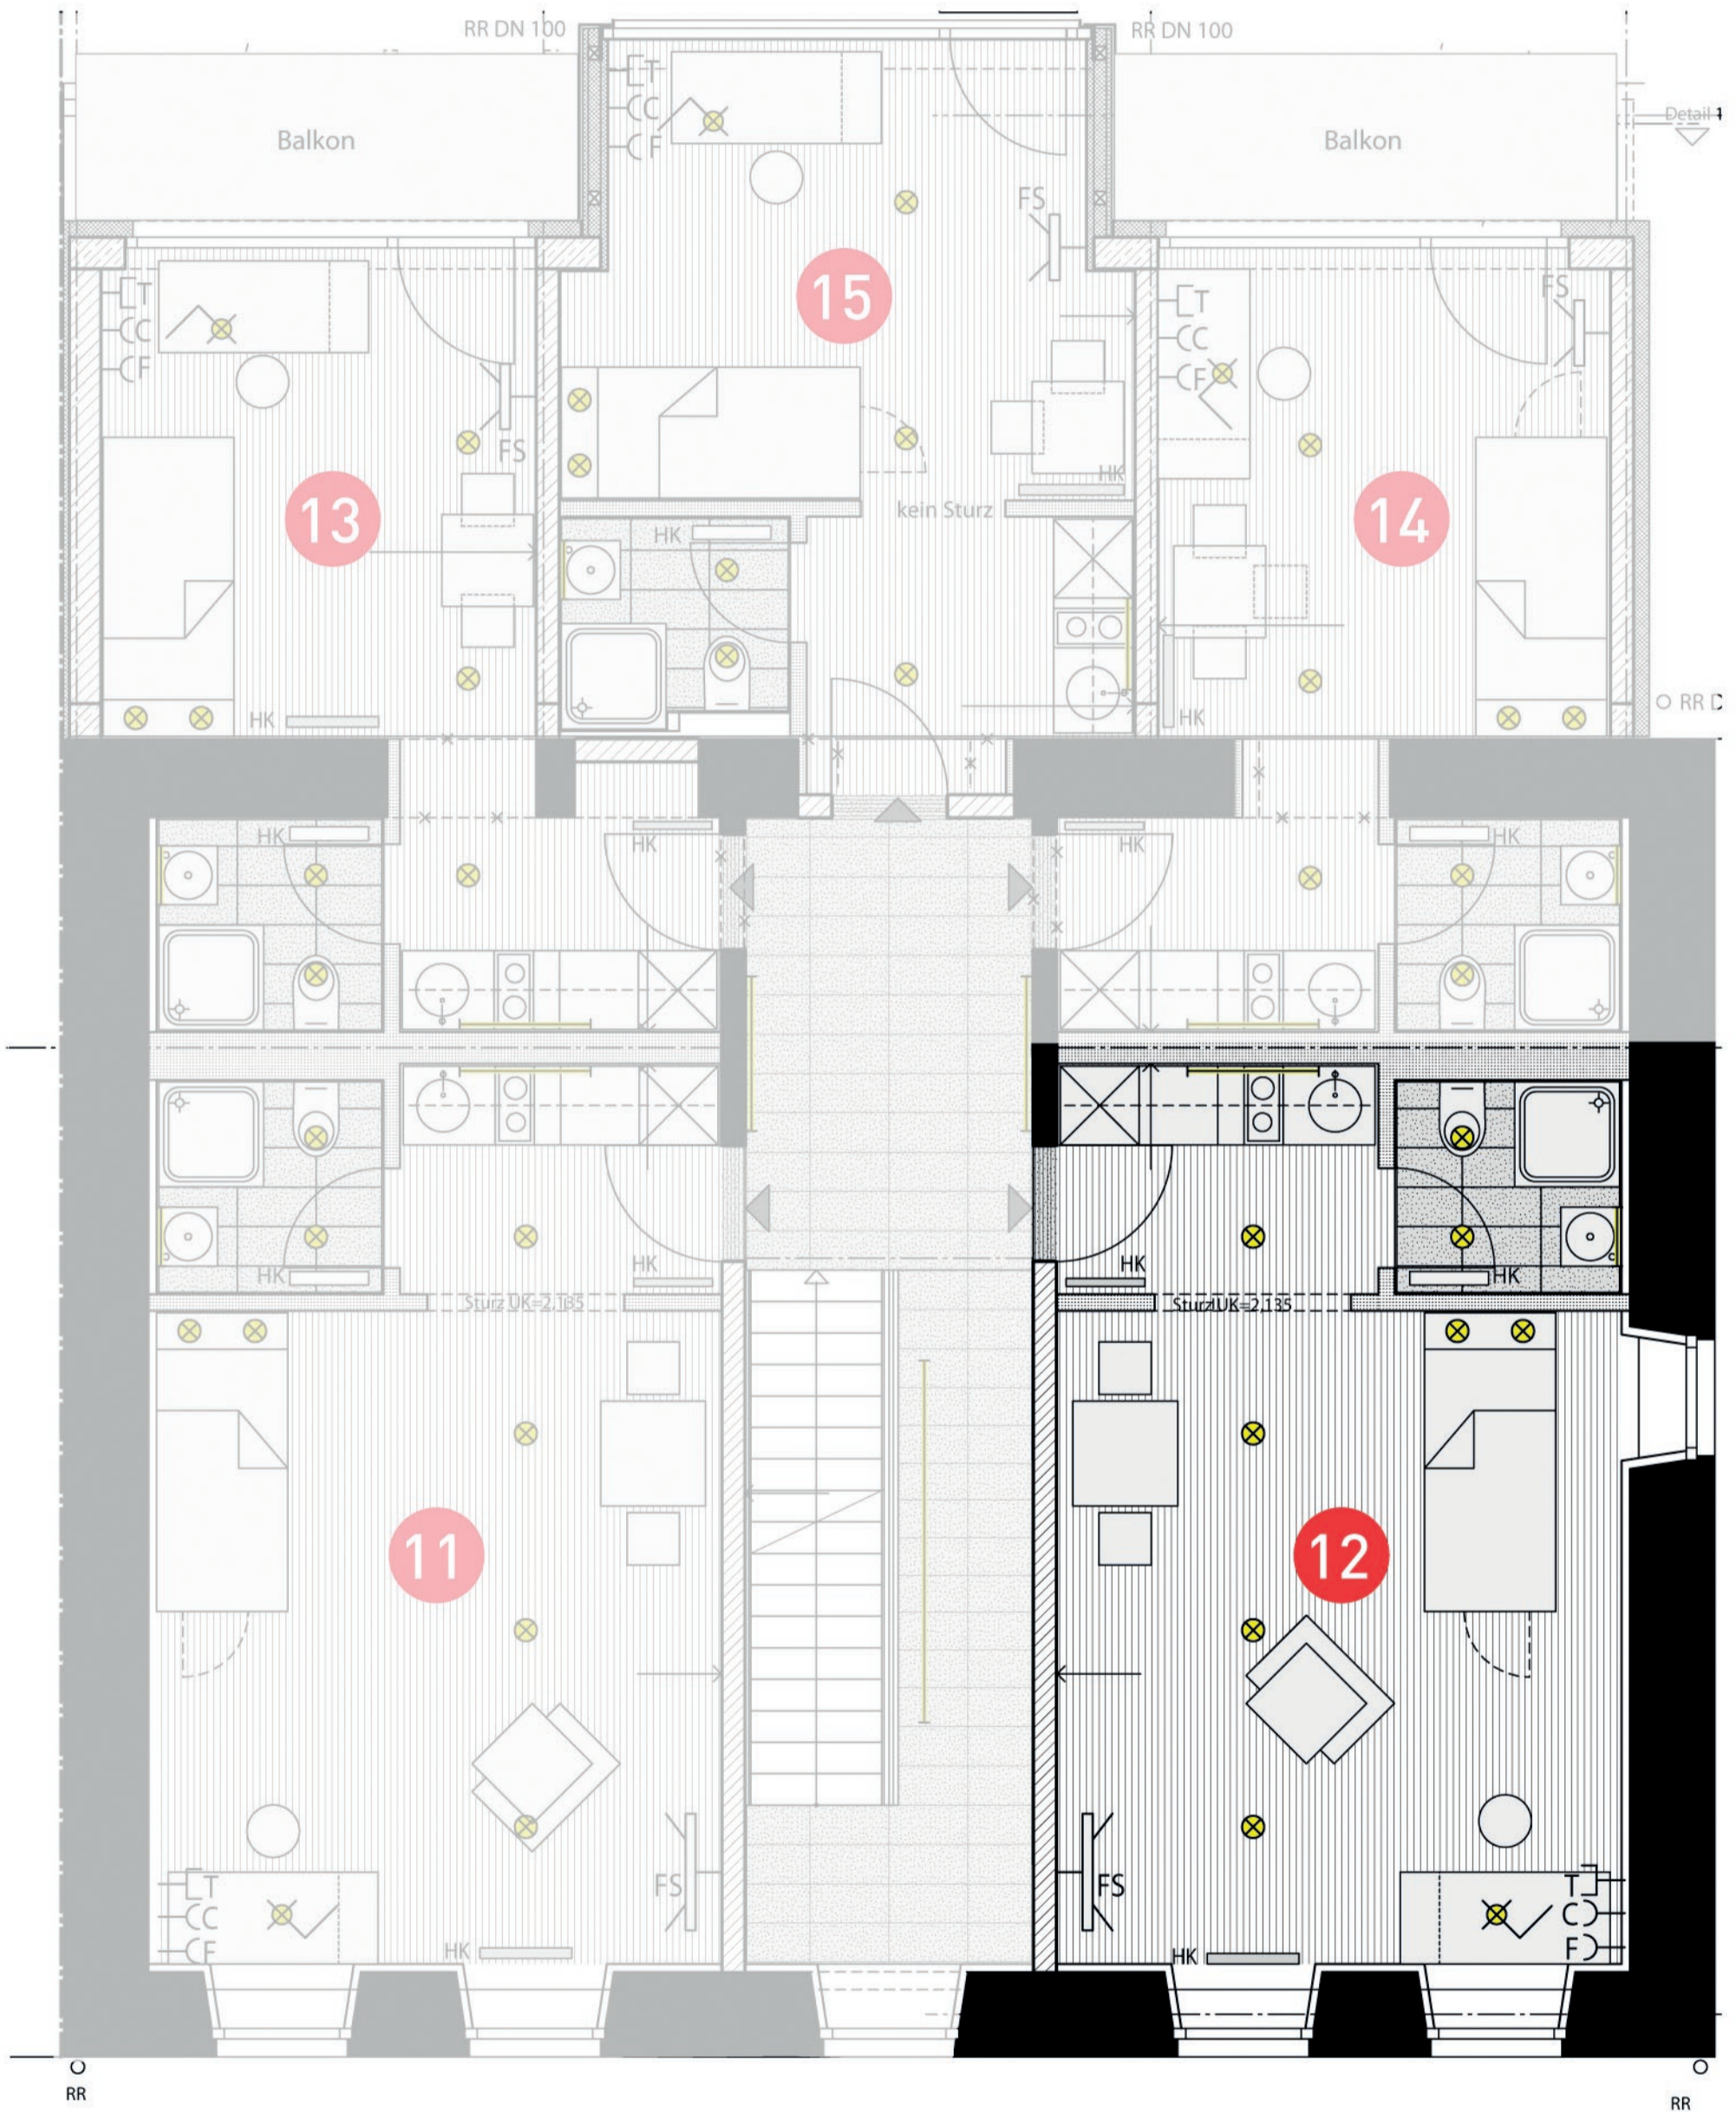 RR DN 100
RR DN 100
Balkon
Balkon
Detail
T
C
F
FS
15
T
C
F
FS
13
T
C
F
FS
14
HK
kein Sturz
HK
HK
HK
RR
HK
HK
HK
HK
HK
HK
HK
HK
Sturz UK=2,135
Sturz UK=2,135
11
12
T
C
F
FS
HK
FS
T
C
F
HK
RR
RR